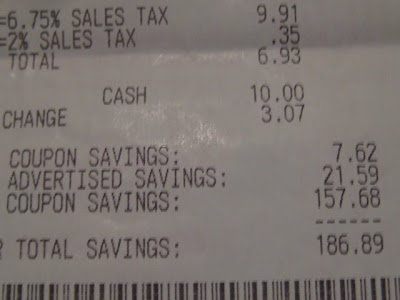 =6.75% SALES TAX 9.91
=2% SALES TAX .35
TOTAL 6.93
CASH 10.00
CHANGE 3.07
COUPON SAVINGS: 7.62
ADVERTISED SAVINGS: 21.59
COUPON SAVINGS: 157.68
------
R TOTAL SAVINGS: 186.89